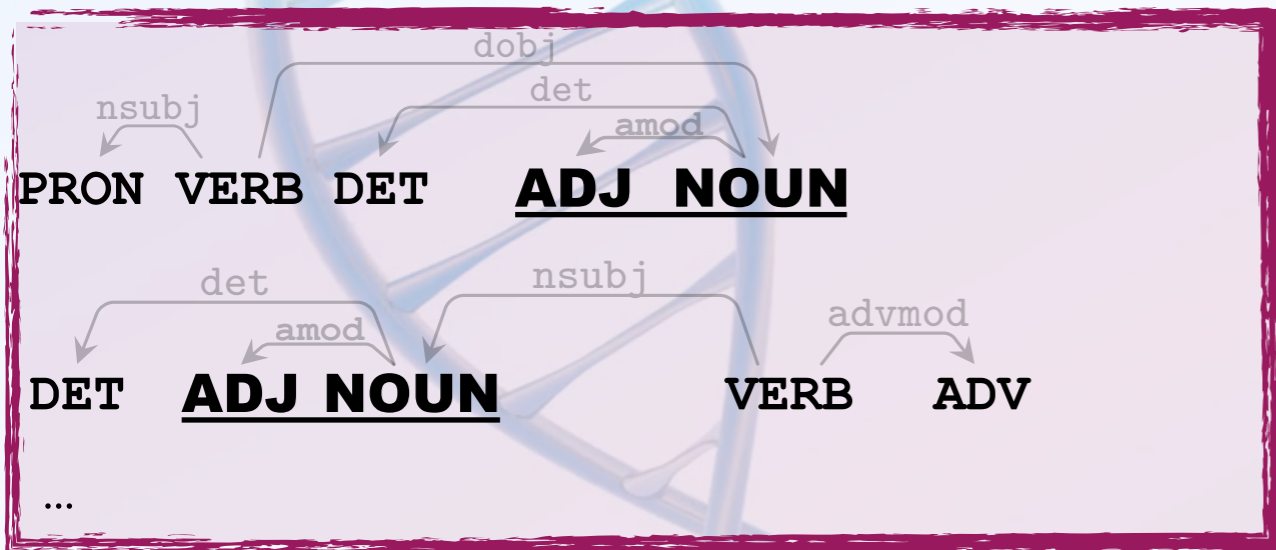 dobj
det
nsubj
amod
PRON VERB DET ADJ NOUN
nsubj
det
advmod
amod
DET ADJ NOUN VERB ADV
...